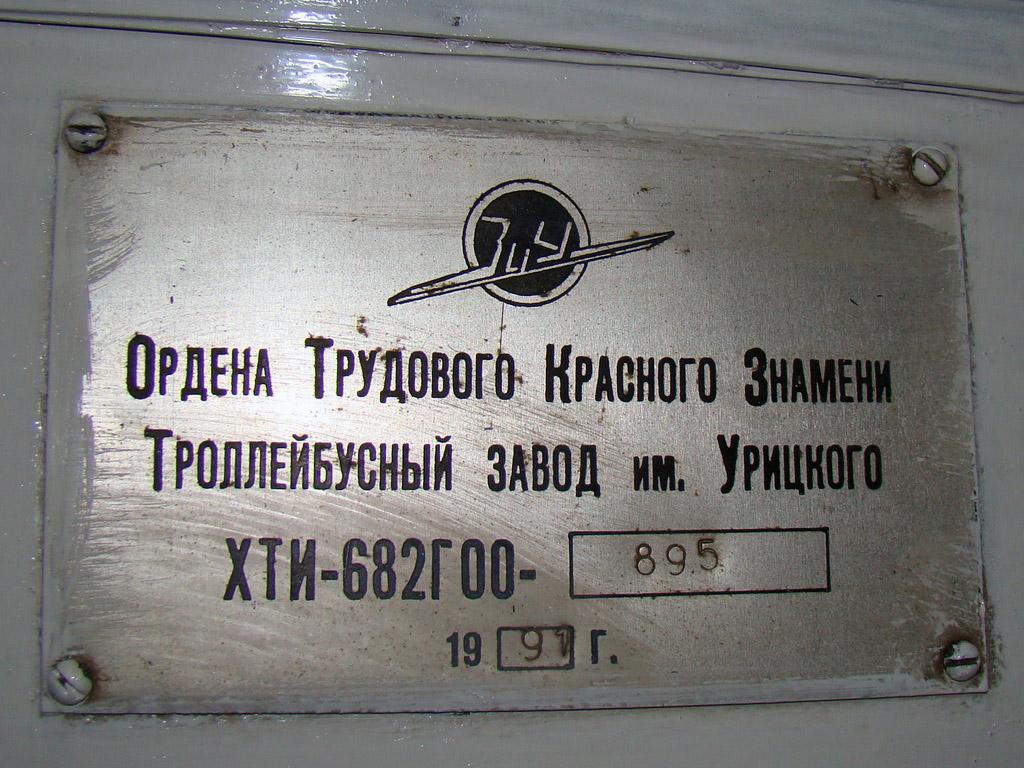 ЗиУ
Ордена Трудового Красного Знамени
Троллейбусный завод им. Урицкого
ХТИ-682Г00- 895
19 91 г.